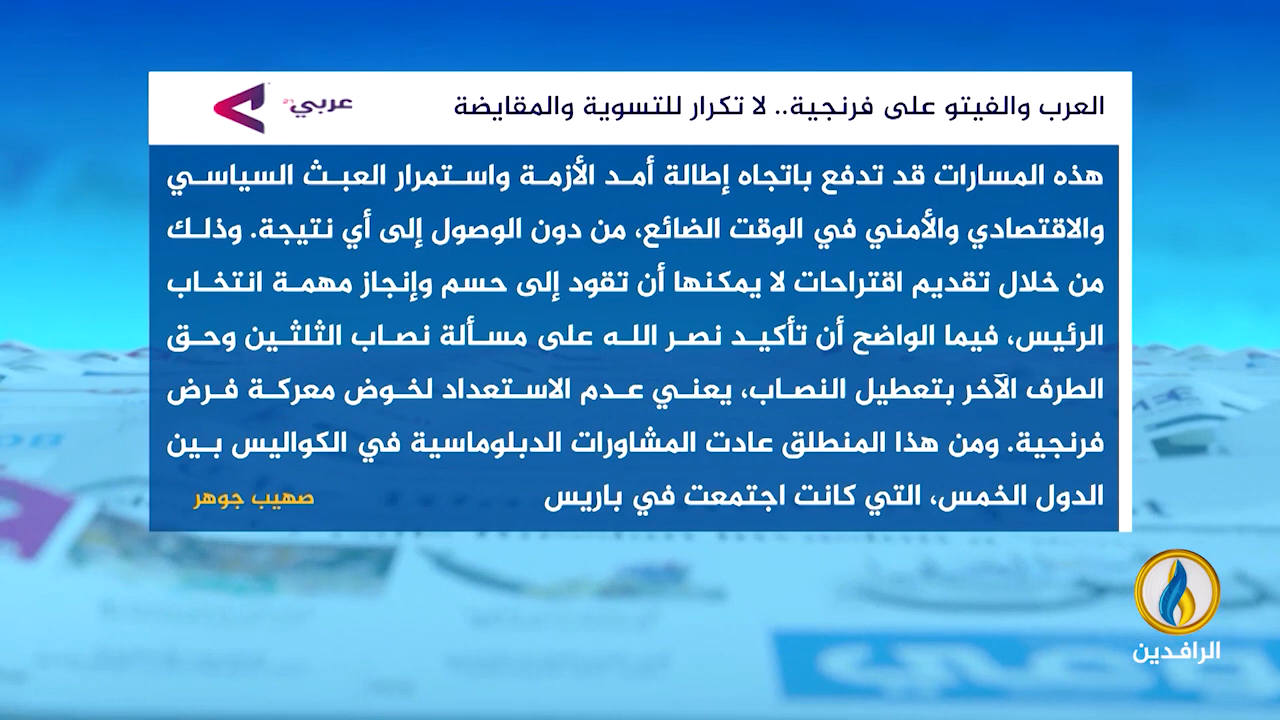 العرب والفيتو على فرنجية.. لا تكرار للتسوية والمقايضة
عربي21
هذه المسارات قد تدفع باتجاه إطالة أمد الأزمة واستمرار العبث السياسي
والاقتصادي والأمني في الوقت الضائع، من دون الوصول إلى أي نتيجة. وذلك
من خلال تقديم اقتراحات لا يمكنها أن تقود إلى حسم وإنجاز مهمة انتخاب
الرئيس، فيما الواضح أن تأكيد نصر الله على مسألة نصاب الثلثين وحق
الطرف الآخر بتعطيل النصاب، يعني عدم الاستعداد لخوض معركة فرض
فرنجية. ومن هذا المنطلق عادت المشاورات الدبلوماسية في الكواليس بين
الدول الخمس، التي كانت اجتمعت في باريس
صهيب جوهر
الرافدين